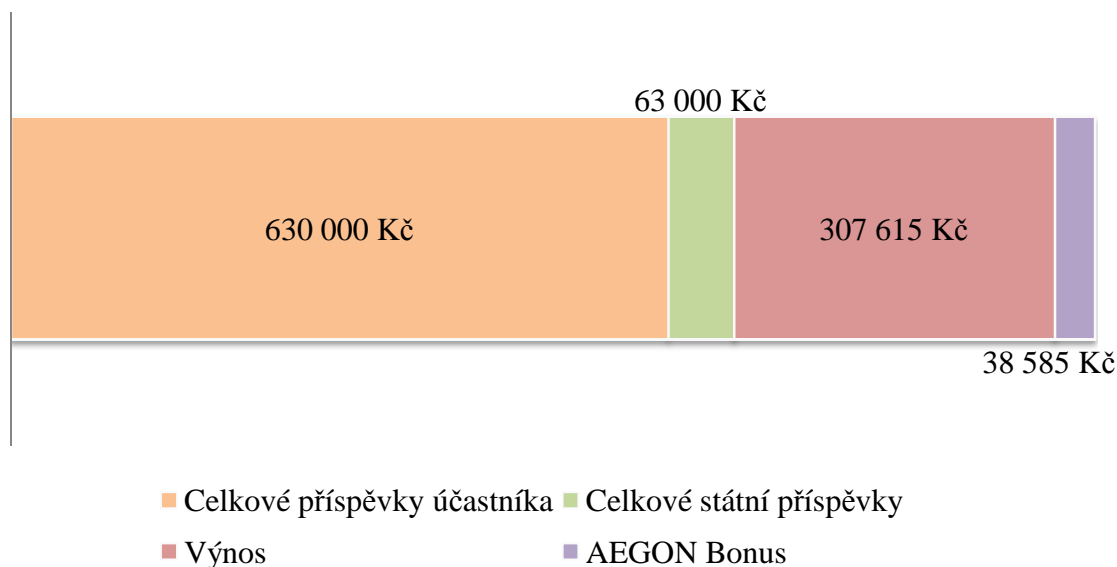 63 000 Kč
630 000 Kč
307 615 Kč
38 585 Kč
Celkové příspěvky účastníka
Celkové státní příspěvky
Výnos
AEGON Bonus